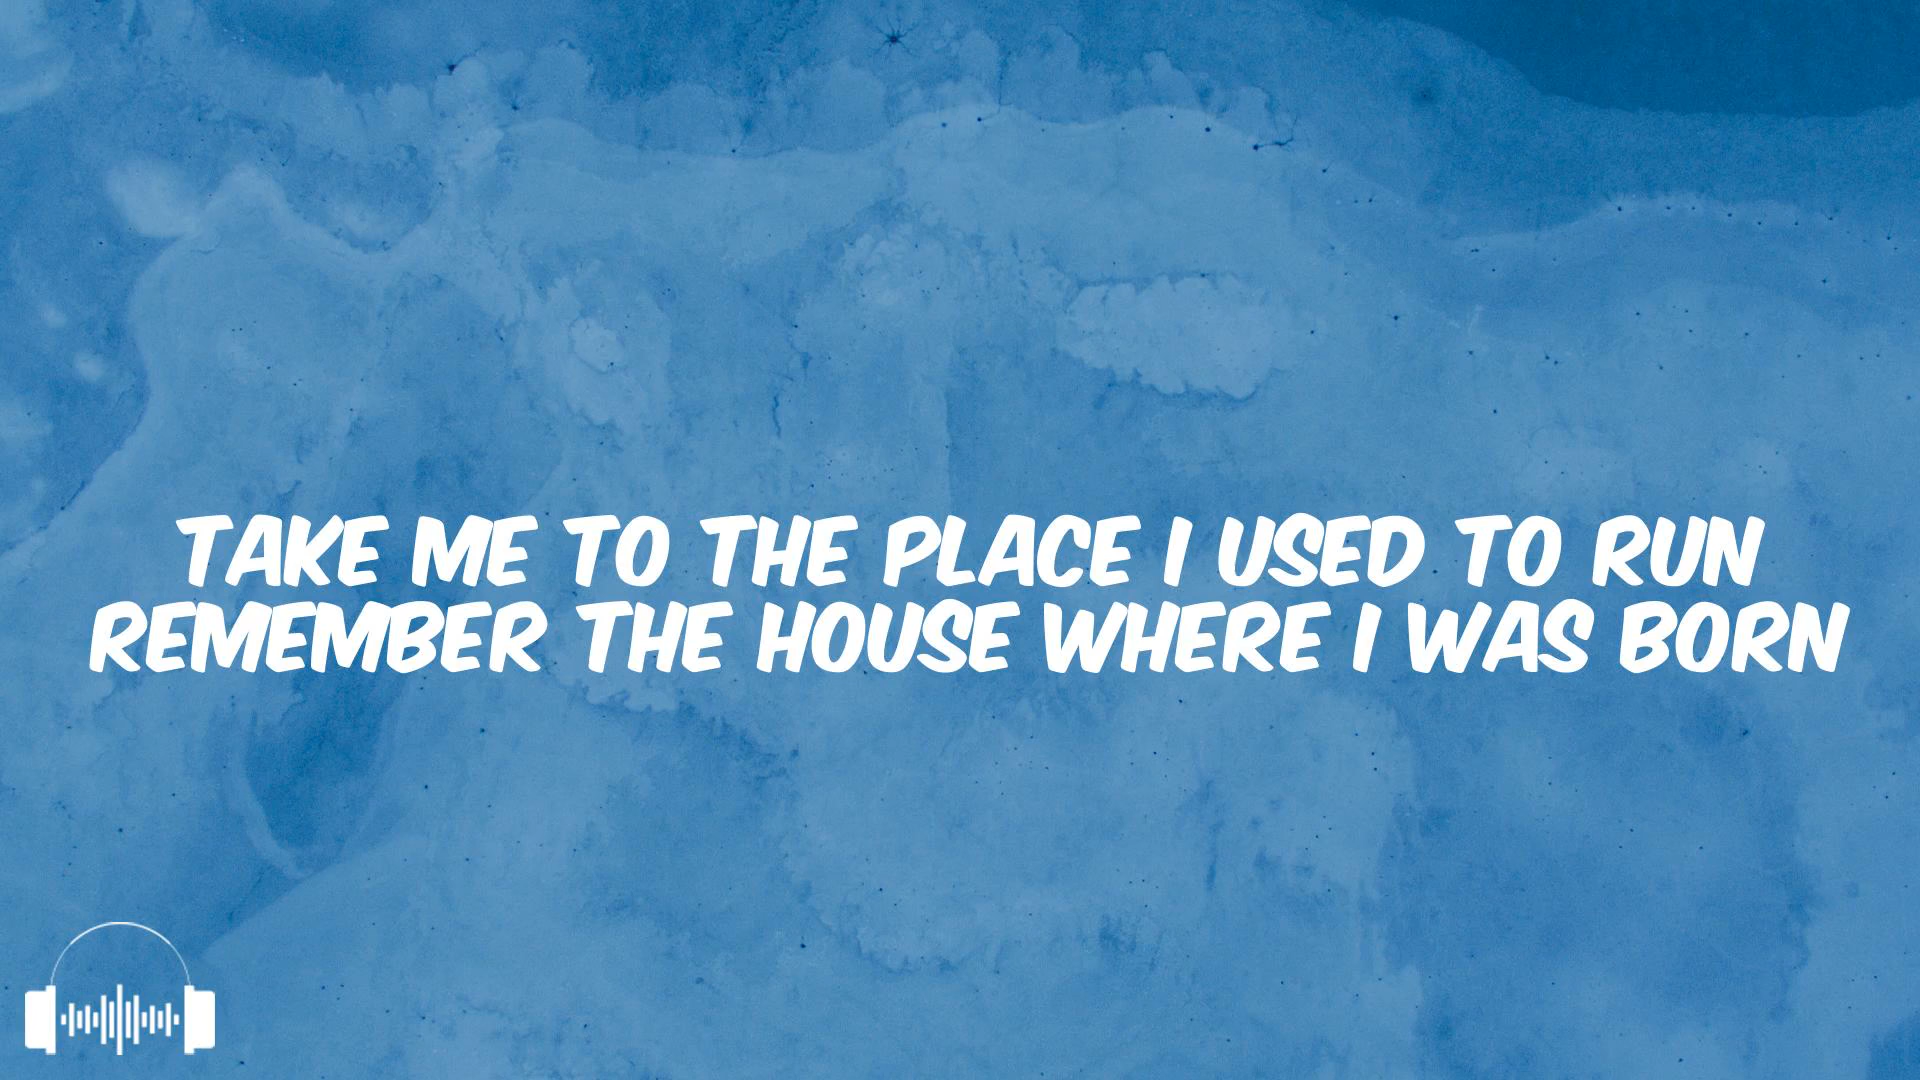 TAKE ME TO THE PLACE I USED TO RUN
REMEMBER THE HOUSE WHERE I WAS BORN